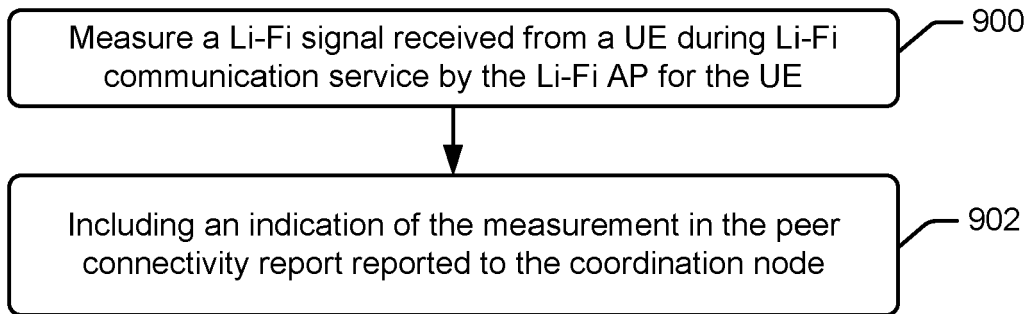 Measure a Li-Fi signal received from a UE during Li-Fi
communication service by the Li-Fi AP for the UE
900
Including an indication of the measurement in the peer
connectivity report reported to the coordination node
902